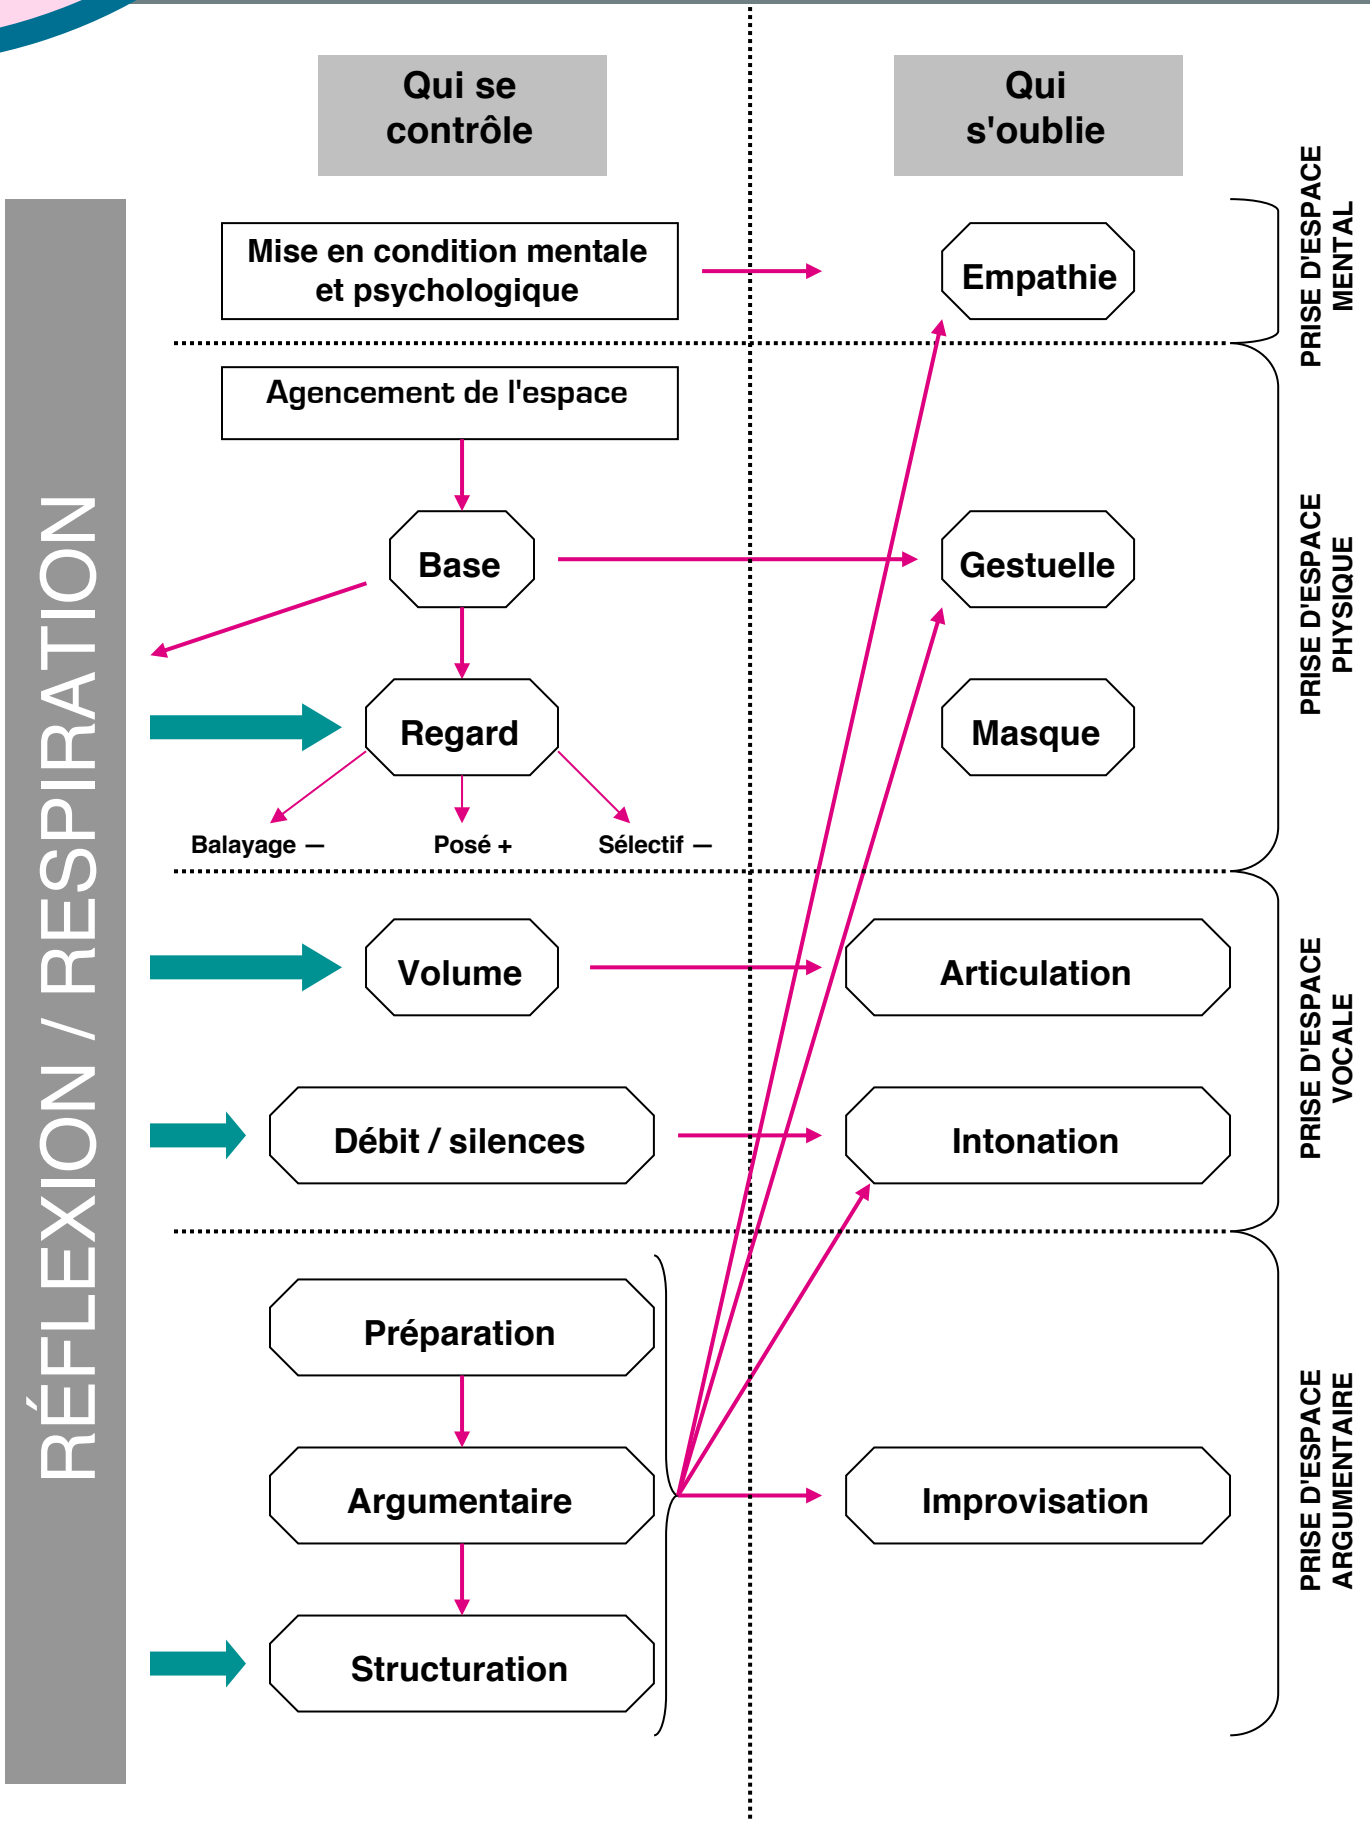 Qui se
contrôle
Qui
s'oublie
Mise en condition mentale
et psychologique
Empathie
PRISE D'ESPACE
MENTAL
Agencement de l'espace
Base
Gestuelle
Regard
Masque
Balayage —
Posé +
Sélectif —
PRISE D'ESPACE
PHYSIQUE
Volume
Articulation
Débit / silences
Intonation
PRISE D'ESPACE
VOCALE
Préparation
Argumentaire
Improvisation
Structuration
PRISE D'ESPACE
ARGUMENTAIRE
RÉFLEXION / RESPIRATION